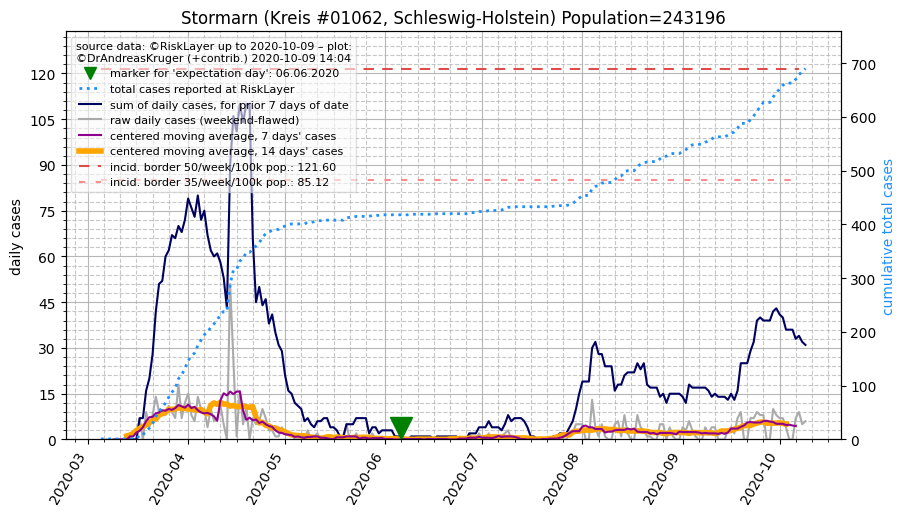 Stormarn (Kreis #01062, Schleswig-Holstein) Population=243196
source data: ©RiskLayer up to 2020-10-09 – plot:
©DrAndreasKruger (+contrib.) 2020-10-09 14:04
marker for 'expectation day': 06.06.2020
total cases reported at RiskLayer
sum of daily cases, for prior 7 days of date
raw daily cases (weekend-flawed)
centered moving average, 7 days' cases
centered moving average, 14 days' cases
incid. border 50/week/100k pop.: 121.60
incid. border 35/week/100k pop.: 85.12
daily cases
120
105
90
75
60
45
30
15
0
cumulative total cases
700
600
500
400
300
200
100
0
2020-03
2020-04
2020-05
2020-06
2020-07
2020-08
2020-09
2020-10